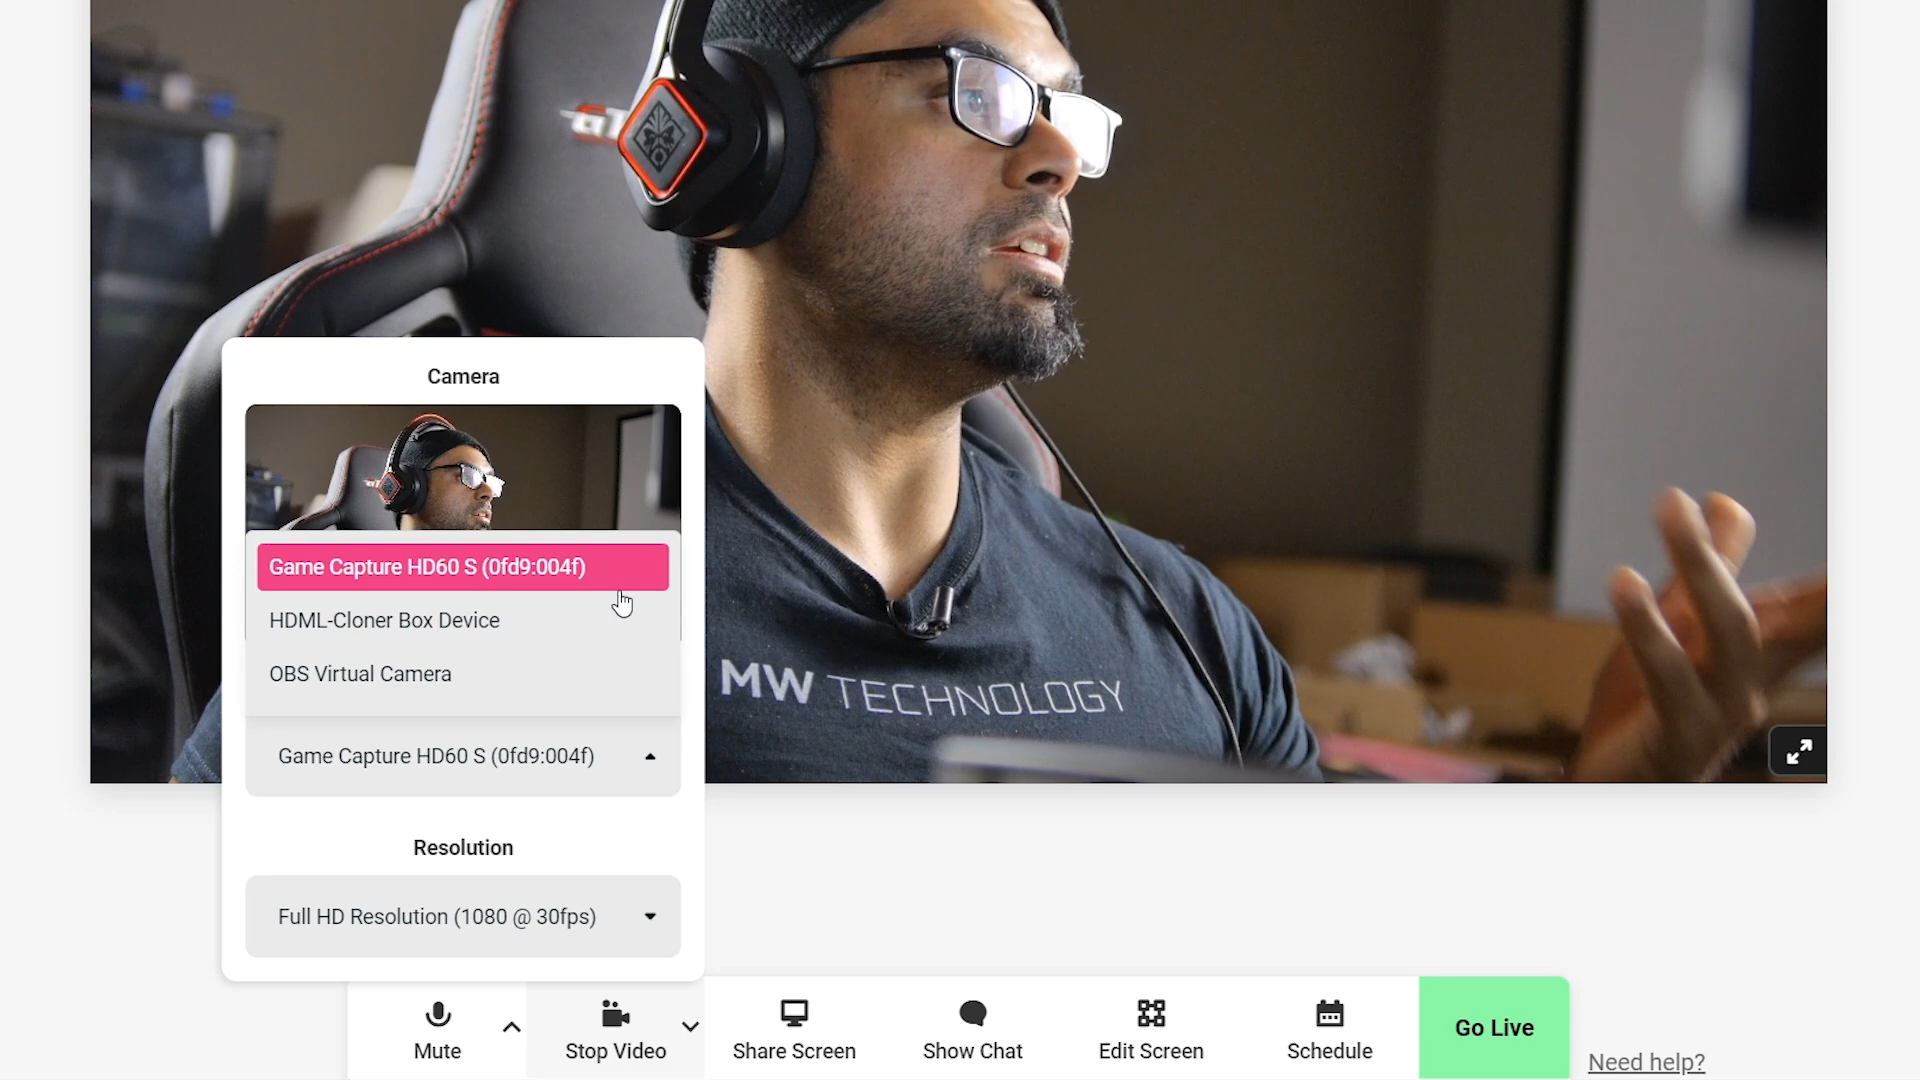 MW TECHNOLOGY
Camera
Game Capture HD60 S (0fd9:004f)
HDML-Cloner Box Device
OBS Virtual Camera
Game Capture HD60 S (0fd9:004f)
Resolution
Full HD Resolution (1080 @ 30fps)
Mute
Stop Video
Share Screen
Show Chat
Edit Screen
Schedule
Go Live
Need help?